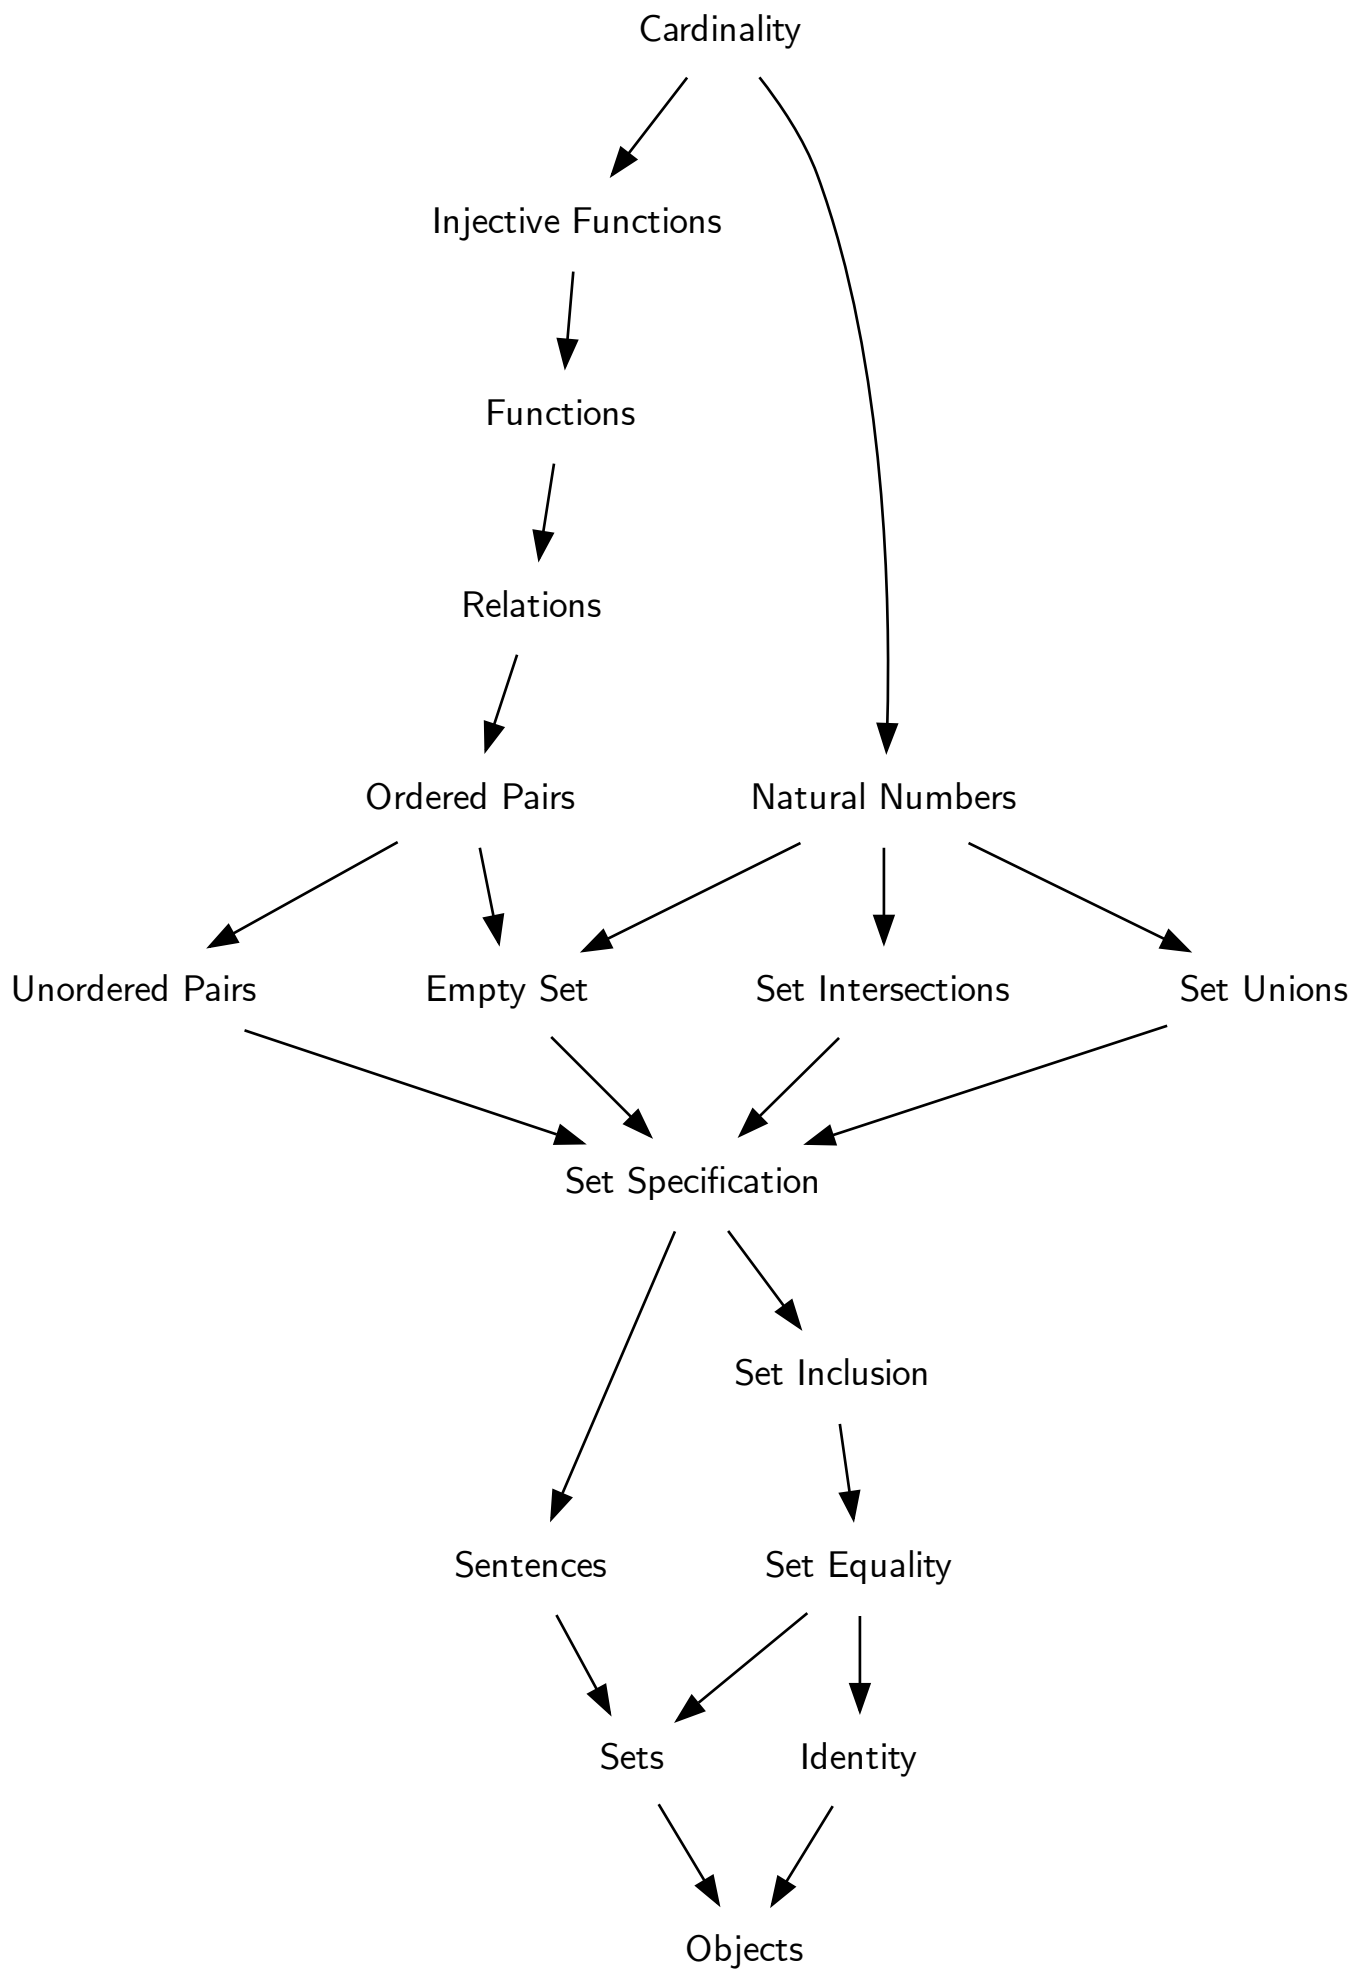 Cardinality
Injective Functions
Functions
Relations
Ordered Pairs
Natural Numbers
Unordered Pairs
Empty Set
Set Intersections
Set Unions
Set Specification
Set Inclusion
Sentences
Set Equality
Sets
Identity
Objects